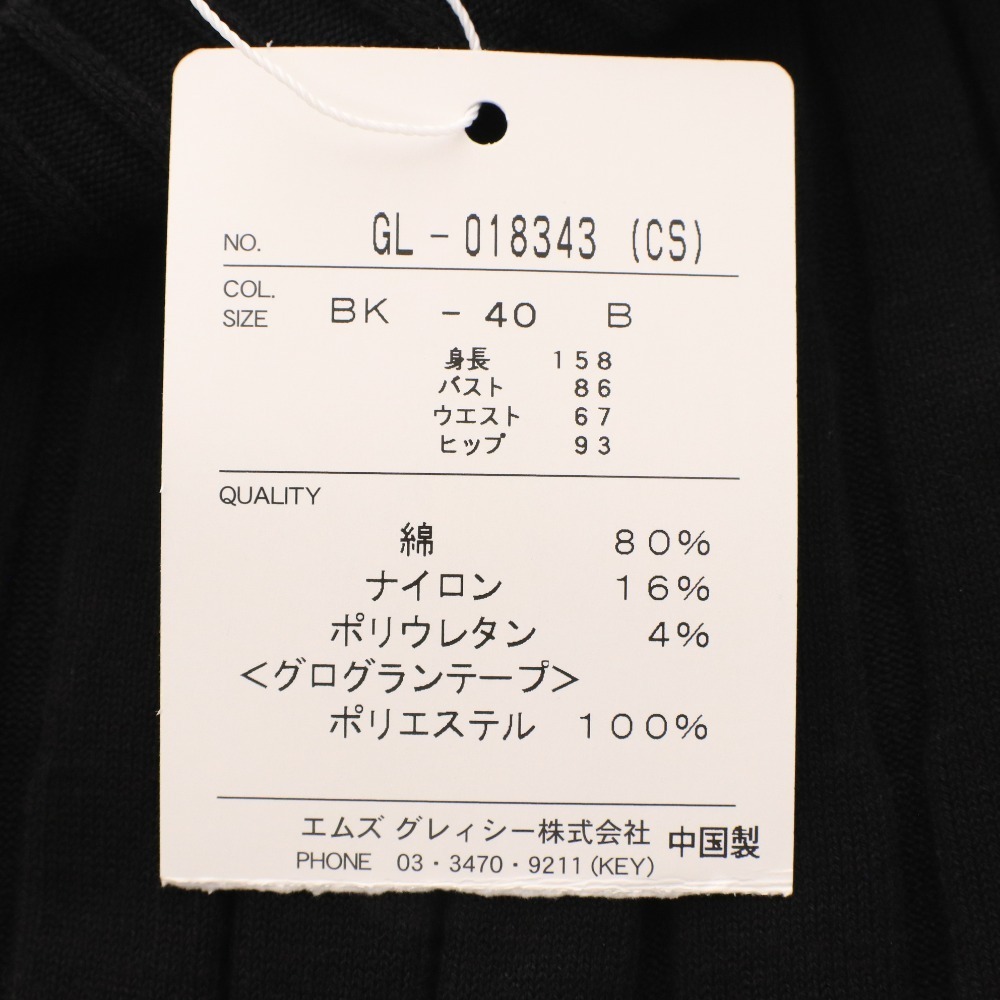 NO. GL-018343 (CS)
COL.
SIZE BK -40 B
身長 158
バスト 86
ウエスト 67
ヒップ 93
QUALITY
綿 80%
ナイロン 16%
ポリウレタン 4%
<グログランテープ>
ポリエステル 100%
エムズ グレィシー株式会社 中国製
PHONE 03・3470・9211(KEY)